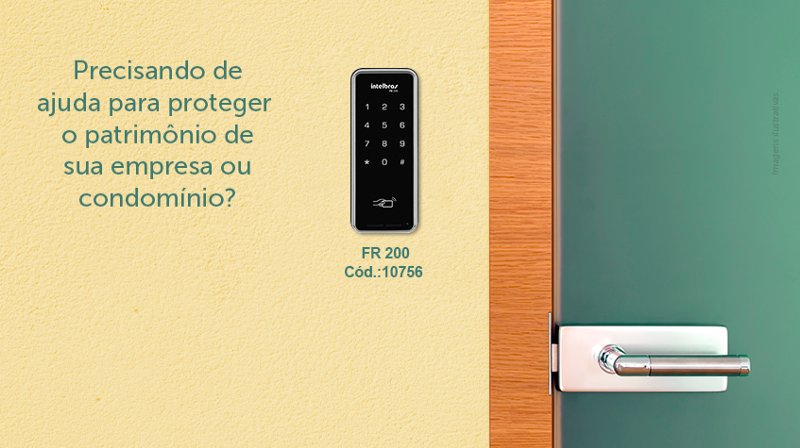 Precisando de
ajuda para proteger
o patrimônio de
sua empresa ou
condomínio?
intelbras
1 2 3
4 5 6
7 8 9
* 0 #
FR 200
Cód.:10756
Imagens ilustrativas